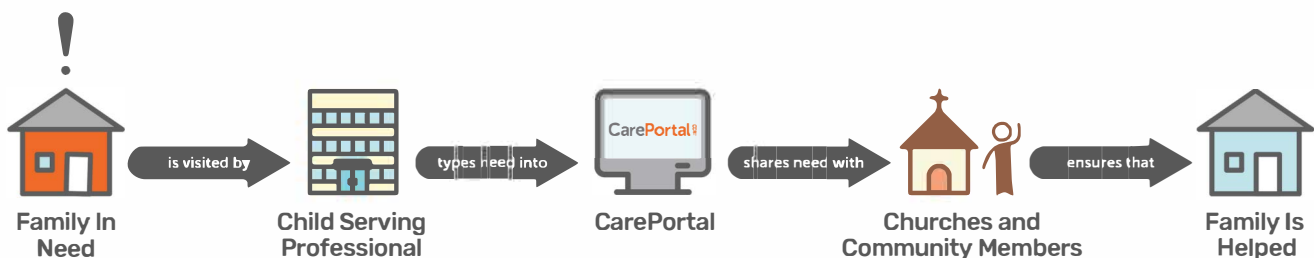 !
is visited by
types need into
CarePortal
shares need with
ensures that
Family In
Need
Child Serving
Professional
CarePortal
Churches and
Community Members
Family Is
Helped